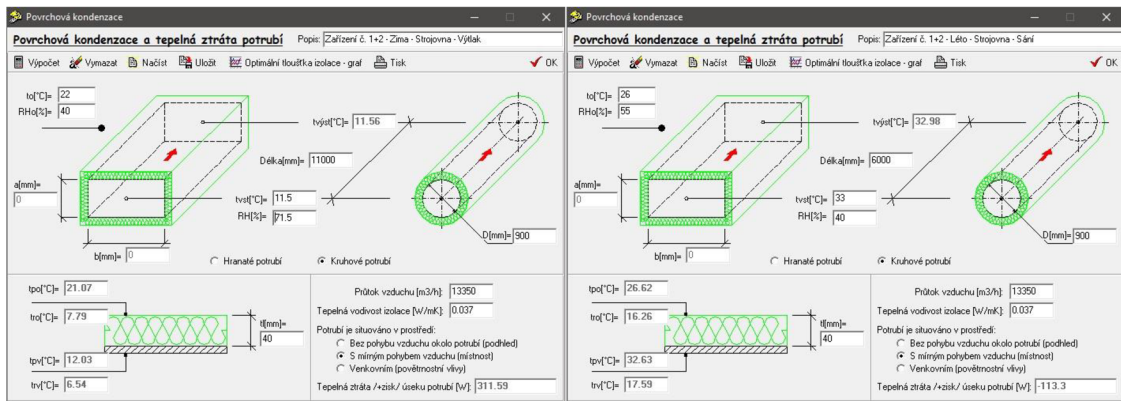 Povrchová kondenzace
Povrchová kondenzace a tepelná ztráta potrubí Popis: Zařízení č. 1+2 - Zima - Strojovna - Výtlak
Výpočet Vymazat Načíst Uložit Optimální tloušťka izolace - graf Tisk OK
to[°C]= 22
RHo[%]= 40
tvýst[°C]= 11.56
Délka[mm]= 11000
a[mm]=
0
tvst[°C]= 11.5
RH[%]= 71.5
D[mm]= 900
b[mm]= 0
Hranaté potrubí Kruhové potrubí
tpo[°C]= 21.07
tro[°C]= 7.79
tl[mm]=
40
tpv[°C]= 12.03
trv[°C]= 6.54
Průtok vzduchu [m3/h]: 13350
Tepelná vodivost izolace [W/mK]: 0.037
Potrubí je situováno v prostředí:
Bez pohybu vzduchu okolo potrubí (podhled)
S mírným pohybem vzduchu (místnost)
Venkovním (povětrnostní vlivy)
Tepelná ztráta /+zisk/ úseku potrubí [W]: 311.59
Povrchová kondenzace
Povrchová kondenzace a tepelná ztráta potrubí Popis: Zařízení č. 1+2 - Léto - Strojovna - Sání
Výpočet Vymazat Načíst Uložit Optimální tloušťka izolace - graf Tisk OK
to[°C]= 26
RHo[%]= 55
tvýst[°C]= 32.98
Délka[mm]= 6000
a[mm]=
0
tvst[°C]= 33
RH[%]= 40
D[mm]= 900
b[mm]= 0
Hranaté potrubí Kruhové potrubí
tpo[°C]= 26.62
tro[°C]= 16.26
tl[mm]=
40
tpv[°C]= 32.63
trv[°C]= 17.59
Průtok vzduchu [m3/h]: 13350
Tepelná vodivost izolace [W/mK]: 0.037
Potrubí je situováno v prostředí:
Bez pohybu vzduchu okolo potrubí (podhled)
S mírným pohybem vzduchu (místnost)
Venkovním (povětrnostní vlivy)
Tepelná ztráta /+zisk/ úseku potrubí [W]: -113.3